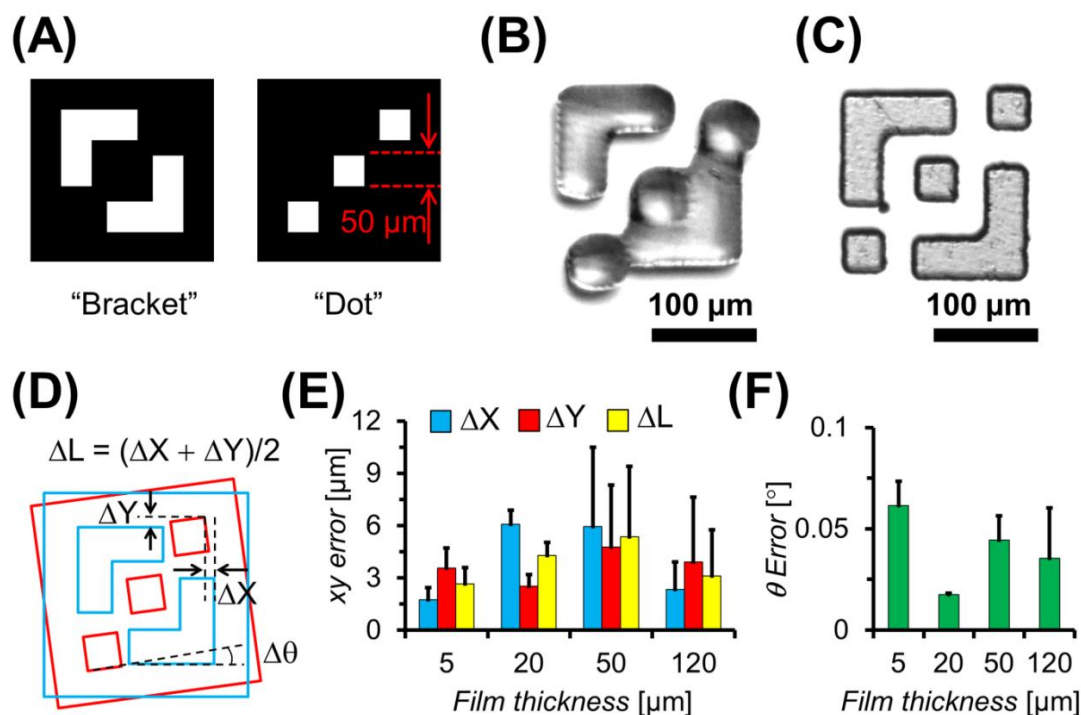 (A)
50 μm
“Bracket”
“Dot”
(B)
100 μm
(C)
100 μm
(D)
ΔL = (ΔX + ΔY)/2
ΔY
ΔX
Δθ
(E)
ΔX ΔY ΔL
xy error [μm]
12
9
6
3
0
5 20 50 120
Film thickness [μm]
(F)
θ Error [°]
0.1
0.05
0
5 20 50 120
Film thickness [μm]